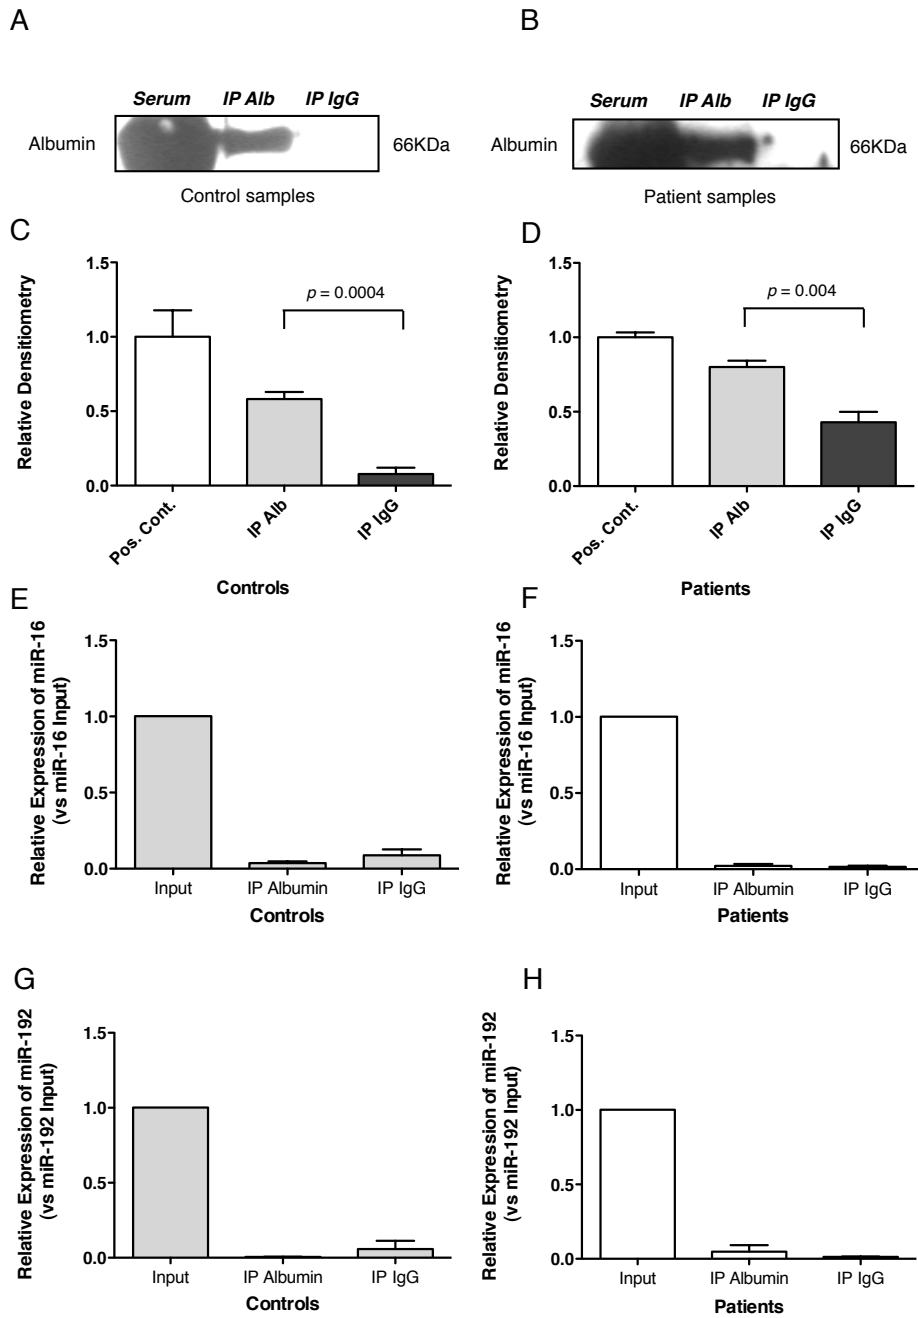 A
B
Serum IP Alb IP IgG
Serum IP Alb IP IgG
Albumin
66KDa
Albumin
66KDa
Control samples
Patient samples
C
D
Relative Densitiometry
1.5
1.0
0.5
0.0
p = 0.0004
Pos. Cont.
IP Alb
IP IgG
Controls
Relative Densitiometry
1.5
1.0
0.5
0.0
p = 0.004
Pos. Cont.
IP Alb
IP IgG
Patients
E
F
Relative Expression of miR-16
(vs miR-16 Input)
1.5
1.0
0.5
0.0
Input IP Albumin IP IgG
Controls
Relative Expression of miR-16
(vs miR-16 Input)
1.5
1.0
0.5
0.0
Input IP Albumin IP IgG
Patients
G
H
Relative Expression of miR-192
(vs miR-192 Input)
1.5
1.0
0.5
0.0
Input IP Albumin IP IgG
Controls
Relative Expression of miR-192
(vs miR-192 Input)
1.5
1.0
0.5
0.0
Input IP Albumin IP IgG
Patients